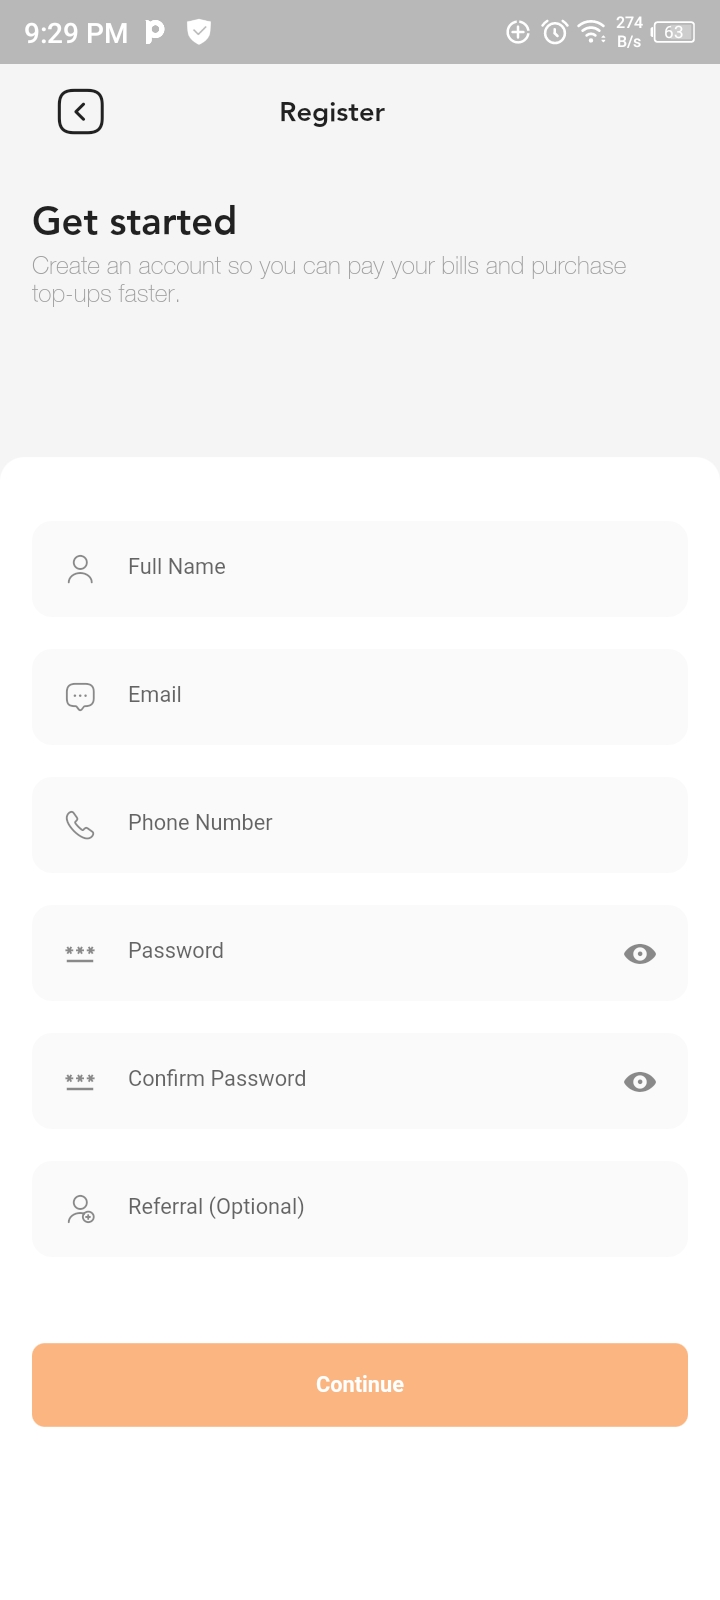 9:29 PM
274
B/s
63
Register
Get started
Create an account so you can pay your bills and purchase
top-ups faster.
Full Name
Email
Phone Number
Password
Confirm Password
Referral (Optional)
Continue